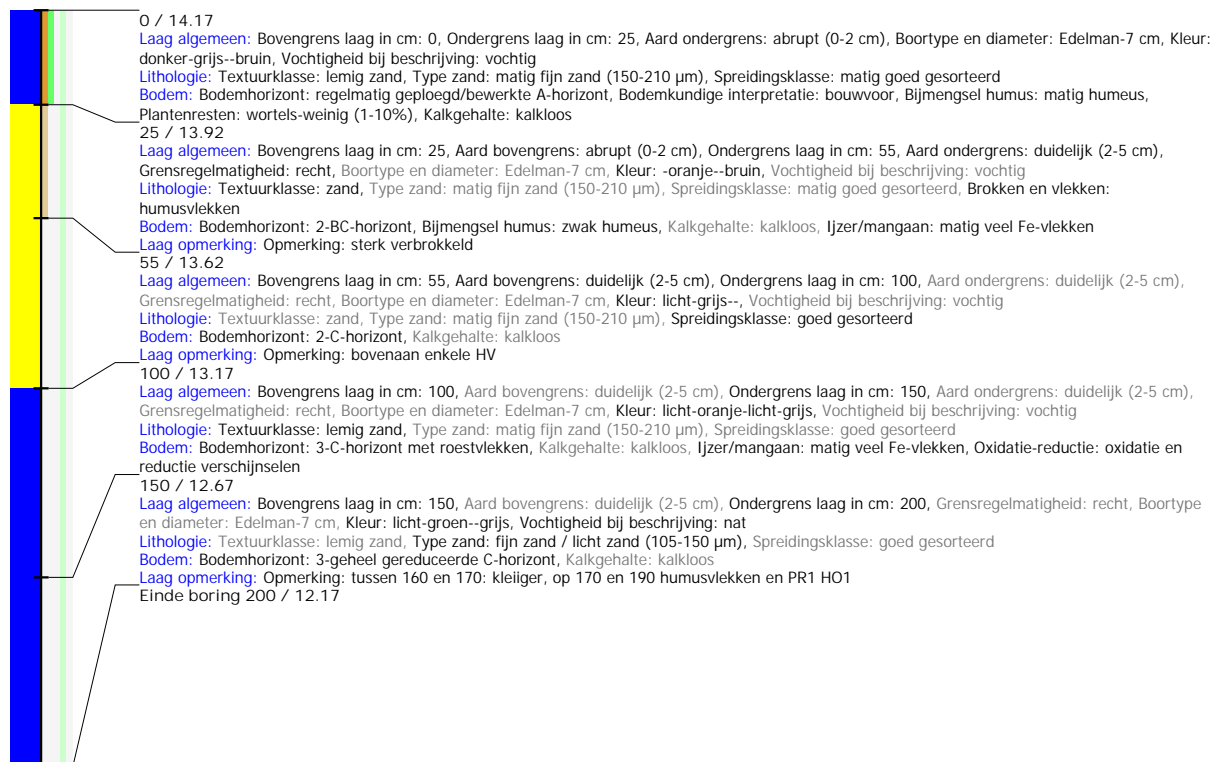 0 / 14.17
Laag algemeen: Bovengrens laag in cm: 0, Ondergrens laag in cm: 25, Aard ondergrens: abrupt (0-2 cm), Boortype en diameter: Edelman-7 cm, Kleur:
donker-grijs--bruin, Vochtigheid bij beschrijving: vochtig
Lithologie: Textuurklasse: lemig zand, Type zand: matig fijn zand (150-210 µm), Spreidingsklasse: matig goed gesorteerd
Bodem: Bodemhorizont: regelmatig geploegd/bewerkte A-horizont, Bodemkundige interpretatie: bouwvoor, Bijmengsel humus: matig humeus,
Plantenresten: wortels-weinig (1-10%), Kalkgehalte: kalkloos
25 / 13.92
Laag algemeen: Bovengrens laag in cm: 25, Aard bovengrens: abrupt (0-2 cm), Ondergrens laag in cm: 55, Aard ondergrens: duidelijk (2-5 cm),
Grensregelmatigheid: recht, Boortype en diameter: Edelman-7 cm, Kleur: -oranje--bruin, Vochtigheid bij beschrijving: vochtig
Lithologie: Textuurklasse: zand, Type zand: matig fijn zand (150-210 µm), Spreidingsklasse: matig goed gesorteerd, Brokken en vlekken:
humusvlekken
Bodem: Bodemhorizont: 2-BC-horizont, Bijmengsel humus: zwak humeus, Kalkgehalte: kalkloos, Ijzer/mangaan: matig veel Fe-vlekken
Laag opmerking: Opmerking: sterk verbrokkeld
55 / 13.62
Laag algemeen: Bovengrens laag in cm: 55, Aard bovengrens: duidelijk (2-5 cm), Ondergrens laag in cm: 100, Aard ondergrens: duidelijk (2-5 cm),
Grensregelmatigheid: recht, Boortype en diameter: Edelman-7 cm, Kleur: licht-grijs--, Vochtigheid bij beschrijving: vochtig
Lithologie: Textuurklasse: zand, Type zand: matig fijn zand (150-210 µm), Spreidingsklasse: goed gesorteerd
Bodem: Bodemhorizont: 2-C-horizont, Kalkgehalte: kalkloos
Laag opmerking: Opmerking: bovenaan enkele HV
100 / 13.17
Laag algemeen: Bovengrens laag in cm: 100, Aard bovengrens: duidelijk (2-5 cm), Ondergrens laag in cm: 150, Aard ondergrens: duidelijk (2-5 cm),
Grensregelmatigheid: recht, Boortype en diameter: Edelman-7 cm, Kleur: licht-oranje-licht-grijs, Vochtigheid bij beschrijving: vochtig
Lithologie: Textuurklasse: lemig zand, Type zand: matig fijn zand (150-210 µm), Spreidingsklasse: goed gesorteerd
Bodem: Bodemhorizont: 3-C-horizont met roestvlekken, Kalkgehalte: kalkloos, Ijzer/mangaan: matig veel Fe-vlekken, Oxidatie-reductie: oxidatie en
reductie verschijnselen
150 / 12.67
Laag algemeen: Bovengrens laag in cm: 150, Aard bovengrens: duidelijk (2-5 cm), Ondergrens laag in cm: 200, Grensregelmatigheid: recht, Boortype
en diameter: Edelman-7 cm, Kleur: licht-groen--grijs, Vochtigheid bij beschrijving: nat
Lithologie: Textuurklasse: lemig zand, Type zand: fijn zand / licht zand (105-150 µm), Spreidingsklasse: goed gesorteerd
Bodem: Bodemhorizont: 3-geheel gereduceerde C-horizont, Kalkgehalte: kalkloos
Laag opmerking: Opmerking: tussen 160 en 170: kleiiger, op 170 en 190 humusvlekken en PR1 HO1
Einde boring 200 / 12.17